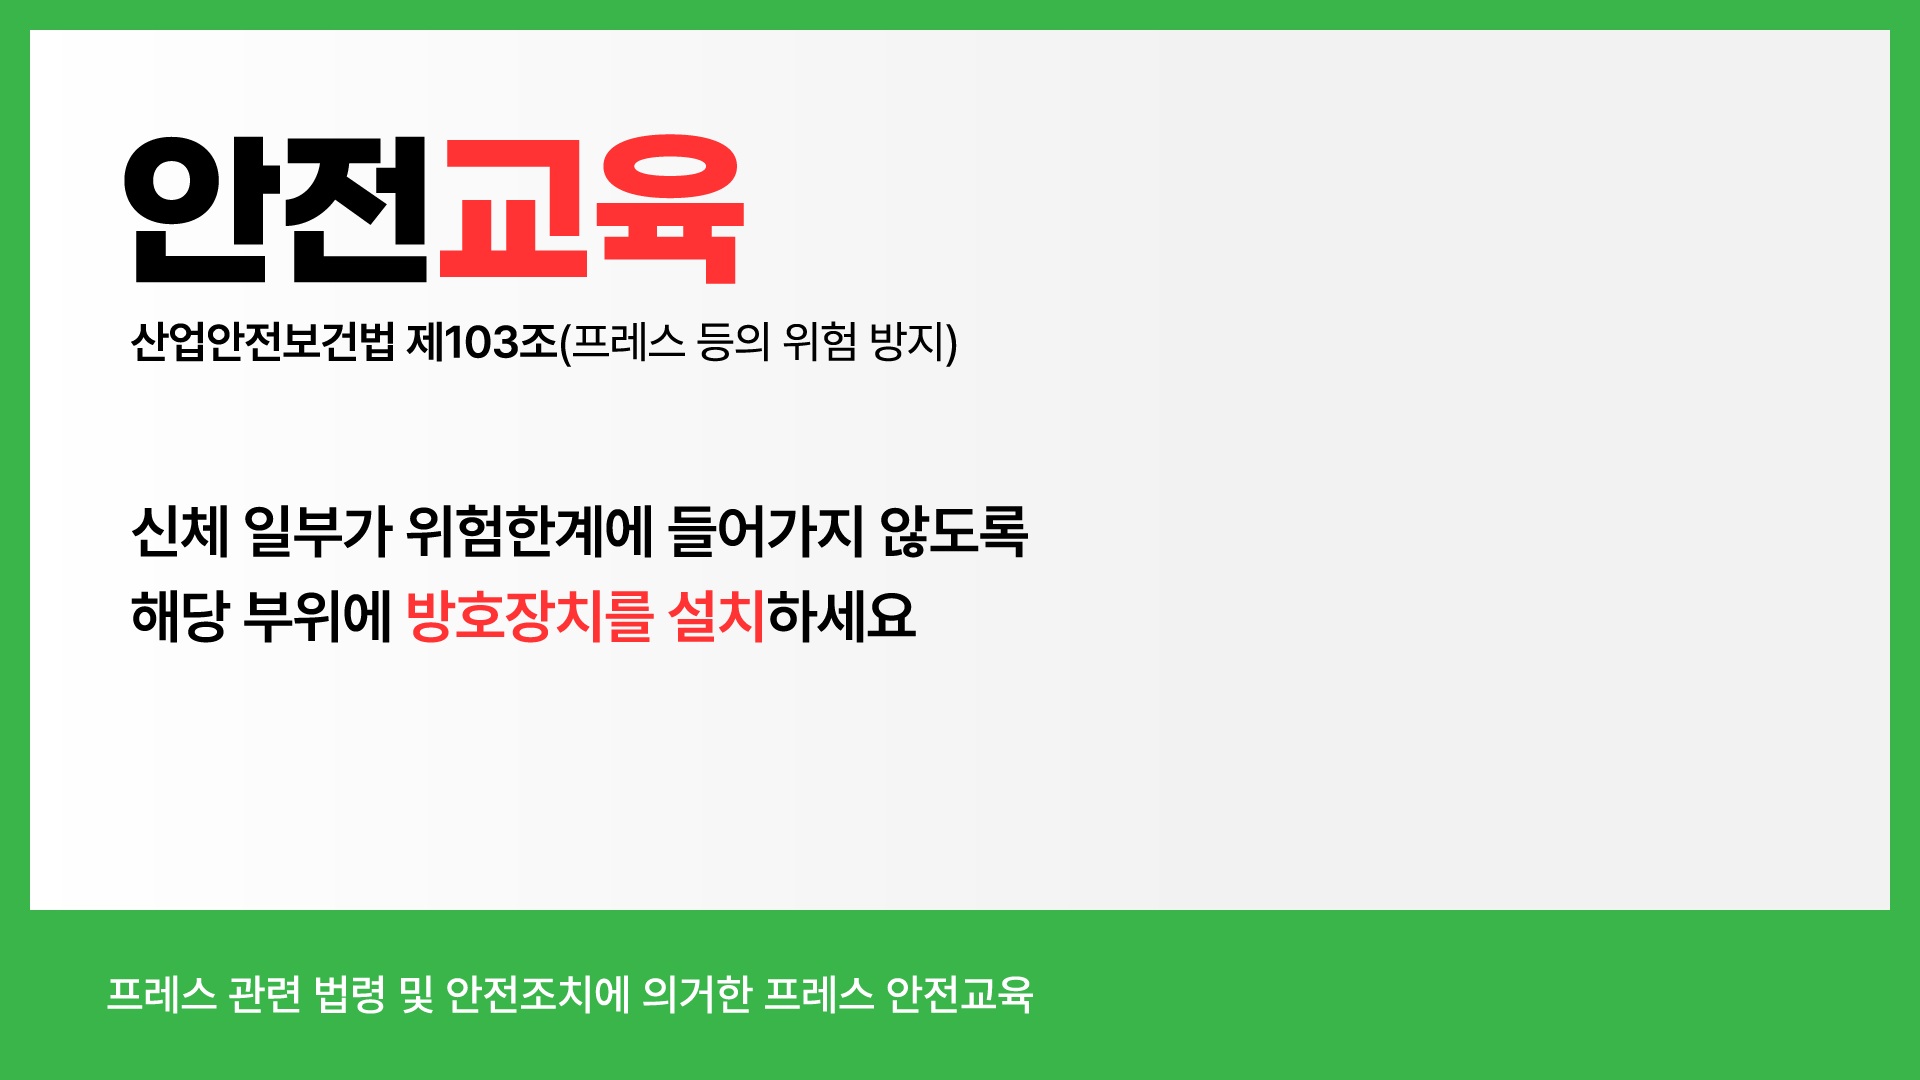 안전교육
산업안전보건법 제103조(프레스 등의 위험 방지)
신체 일부가 위험한계에 들어가지 않도록
해당 부위에 방호장치를 설치하세요
프레스 관련 법령 및 안전조치에 의거한 프레스 안전교육